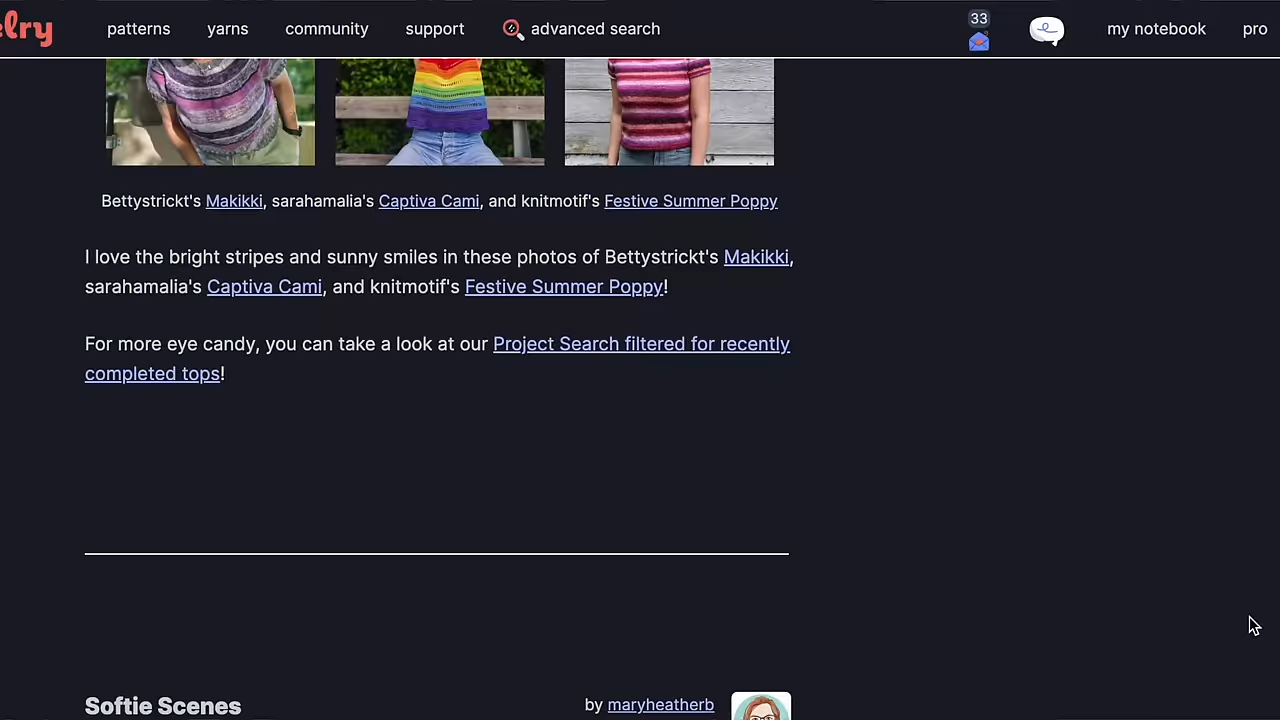 elry patterns yarns community support advanced search 33 my notebook pro
Bettystrickt's Makikki, sarahamalia's Captiva Cami, and knitmotif's Festive Summer Poppy
I love the bright stripes and sunny smiles in these photos of Bettystrickt's Makikki,
sarahamalia's Captiva Cami, and knitmotif's Festive Summer Poppy!
For more eye candy, you can take a look at our Project Search filtered for recently
completed tops!
Softie Scenes by maryheatherb